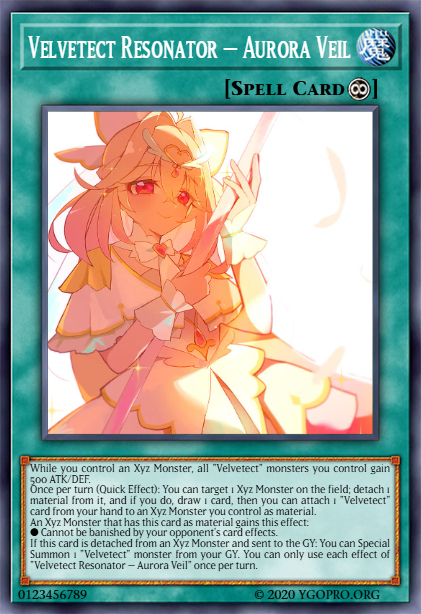 VELVETECT RESONATOR – AURORA VEIL
魔
[SPELL CARD]
While you control an Xyz Monster, all "Velvetect" monsters you control gain
500 ATK/DEF.
Once per turn (Quick Effect): You can target 1 Xyz Monster on the field; detach 1
material from it, and if you do, draw 1 card, then you can attach 1 "Velvetect"
card from your hand to an Xyz Monster you control as material.
An Xyz Monster that has this card as material gains this effect:
● Cannot be banished by your opponent's card effects.
If this card is detached from an Xyz Monster and sent to the GY: You can Special
Summon 1 "Velvetect" monster from your GY. You can only use each effect of
"Velvetect Resonator – Aurora Veil" once per turn.
0123456789
© 2020 YGOPRO.ORG